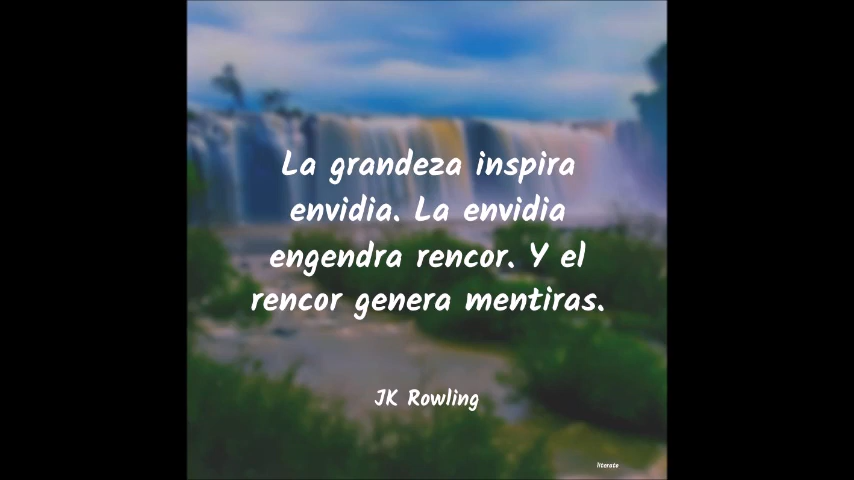 La grandeza inspira
envidia. La envidia
engendra rencor. Y el
rencor genera mentiras.
JK Rowling
literato